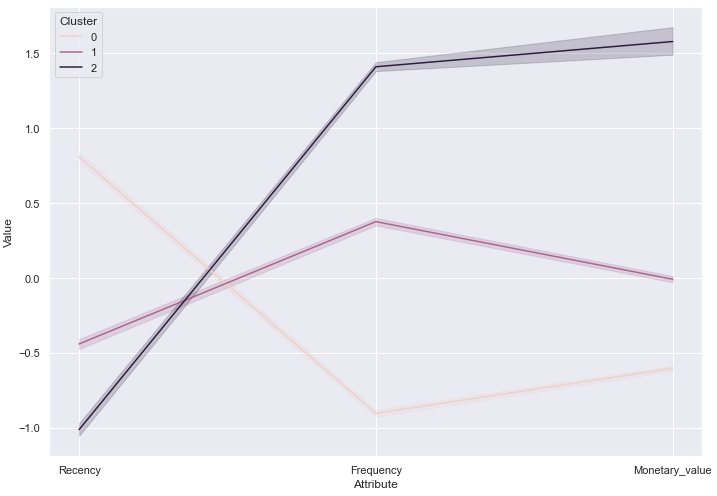 Cluster
0
1
2
1.5
1.0
0.5
0.0
−0.5
−1.0
Value
Recency
Frequency
Monetary_value
Attribute